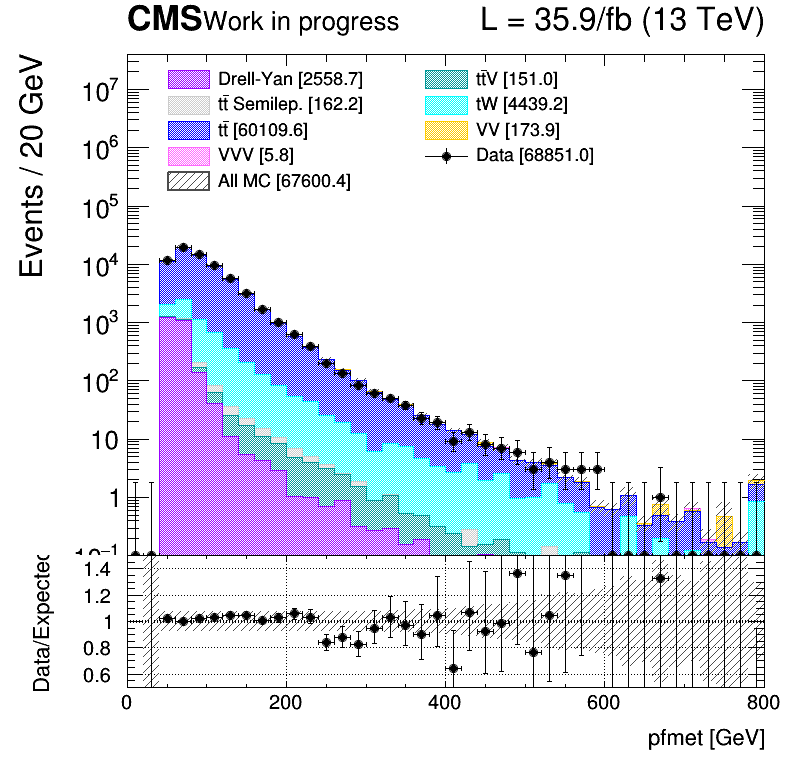 CMS Work in progress L = 35.9/fb (13 TeV)
Events / 20 GeV
Drell-Yan [2558.7]
tt̄ Semilep. [162.2]
tt̄ [60109.6]
VVV [5.8]
All MC [67600.4]
tt̄V [151.0]
tW [4439.2]
VV [173.9]
Data [68851.0]
10⁷
10⁶
10⁵
10⁴
10³
10²
10
1
10⁻¹
Data/Expected
1.4
1.2
1
0.8
0.6
0 200 400 600 800
pfmet [GeV]